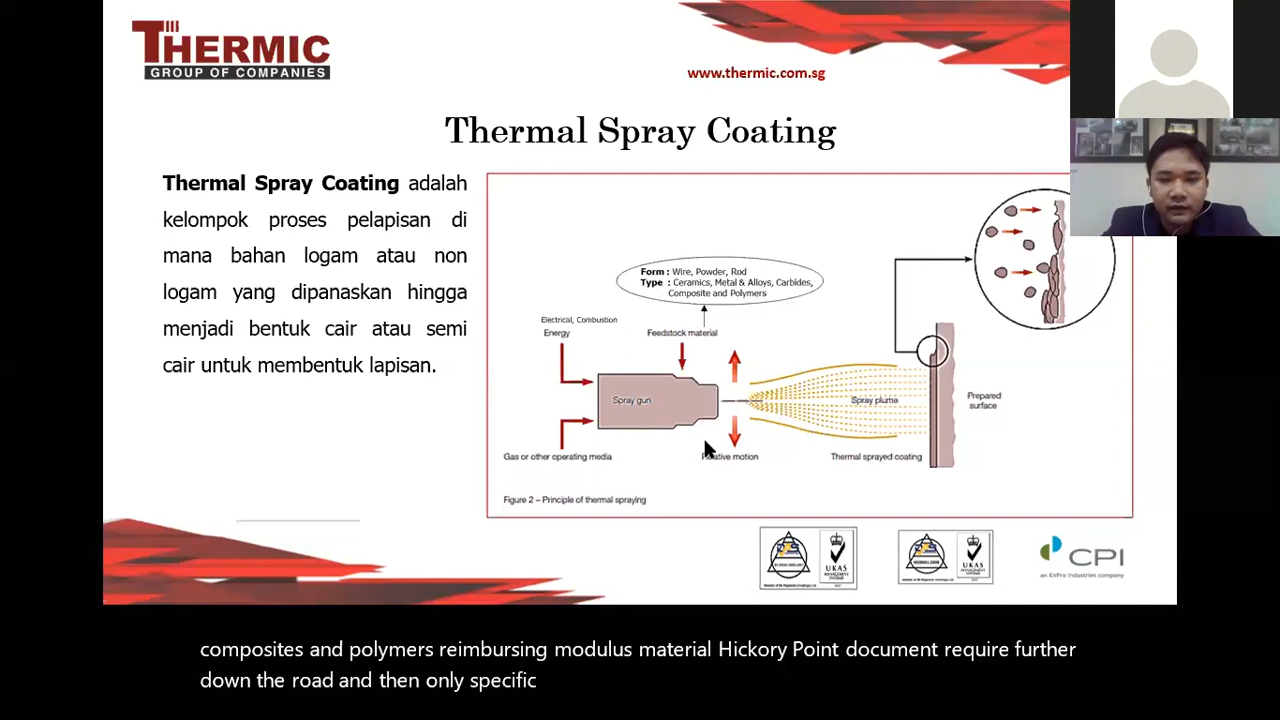 THERMIC
GROUP OF COMPANIES
www.thermic.com.sg
Thermal Spray Coating
Thermal Spray Coating adalah
kelompok proses pelapisan di
mana bahan logam atau non
logam yang dipanaskan hingga
menjadi bentuk cair atau semi
cair untuk membentuk lapisan.
Form : Wire, Powder, Rod
Type : Ceramics, Metal & Alloys, Carbides,
Composite and Polymers
Electrical, Combustion
Energy
Feedstock material
Spray gun
Spray plume
Prepared
surface
Gas or other operating media
motion
Thermal sprayed coating
Figure 2 – Principle of thermal spraying
UKAS
MANAGEMENT
SYSTEMS
UKAS
MANAGEMENT
SYSTEMS
CPI
an EnPro Industries company
composites and polymers reimbursing modulus material Hickory Point document require further
down the road and then only specific